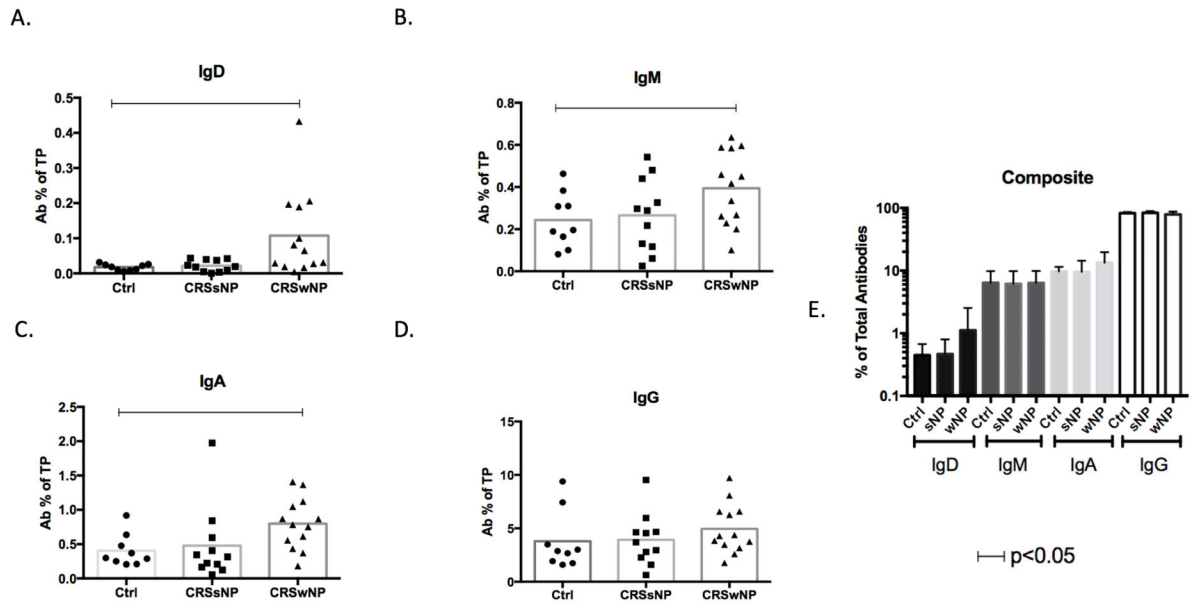 A.
IgD
Ab % of TP
0.5
0.4
0.3
0.2
0.1
0.0
Ctrl CRSsNP CRSwNP
B.
IgM
Ab % of TP
0.8
0.6
0.4
0.2
0.0
Ctrl CRSsNP CRSwNP
C.
IgA
Ab % of TP
2.5
2.0
1.5
1.0
0.5
0.0
Ctrl CRSsNP CRSwNP
D.
IgG
Ab % of TP
15
10
5
0
Ctrl CRSsNP CRSwNP
E.
Composite
% of Total Antibodies
100
10
1
0.1
Ctrl sNP wNP Ctrl sNP wNP Ctrl sNP wNP Ctrl sNP wNP
IgD IgM IgA IgG
p<0.05